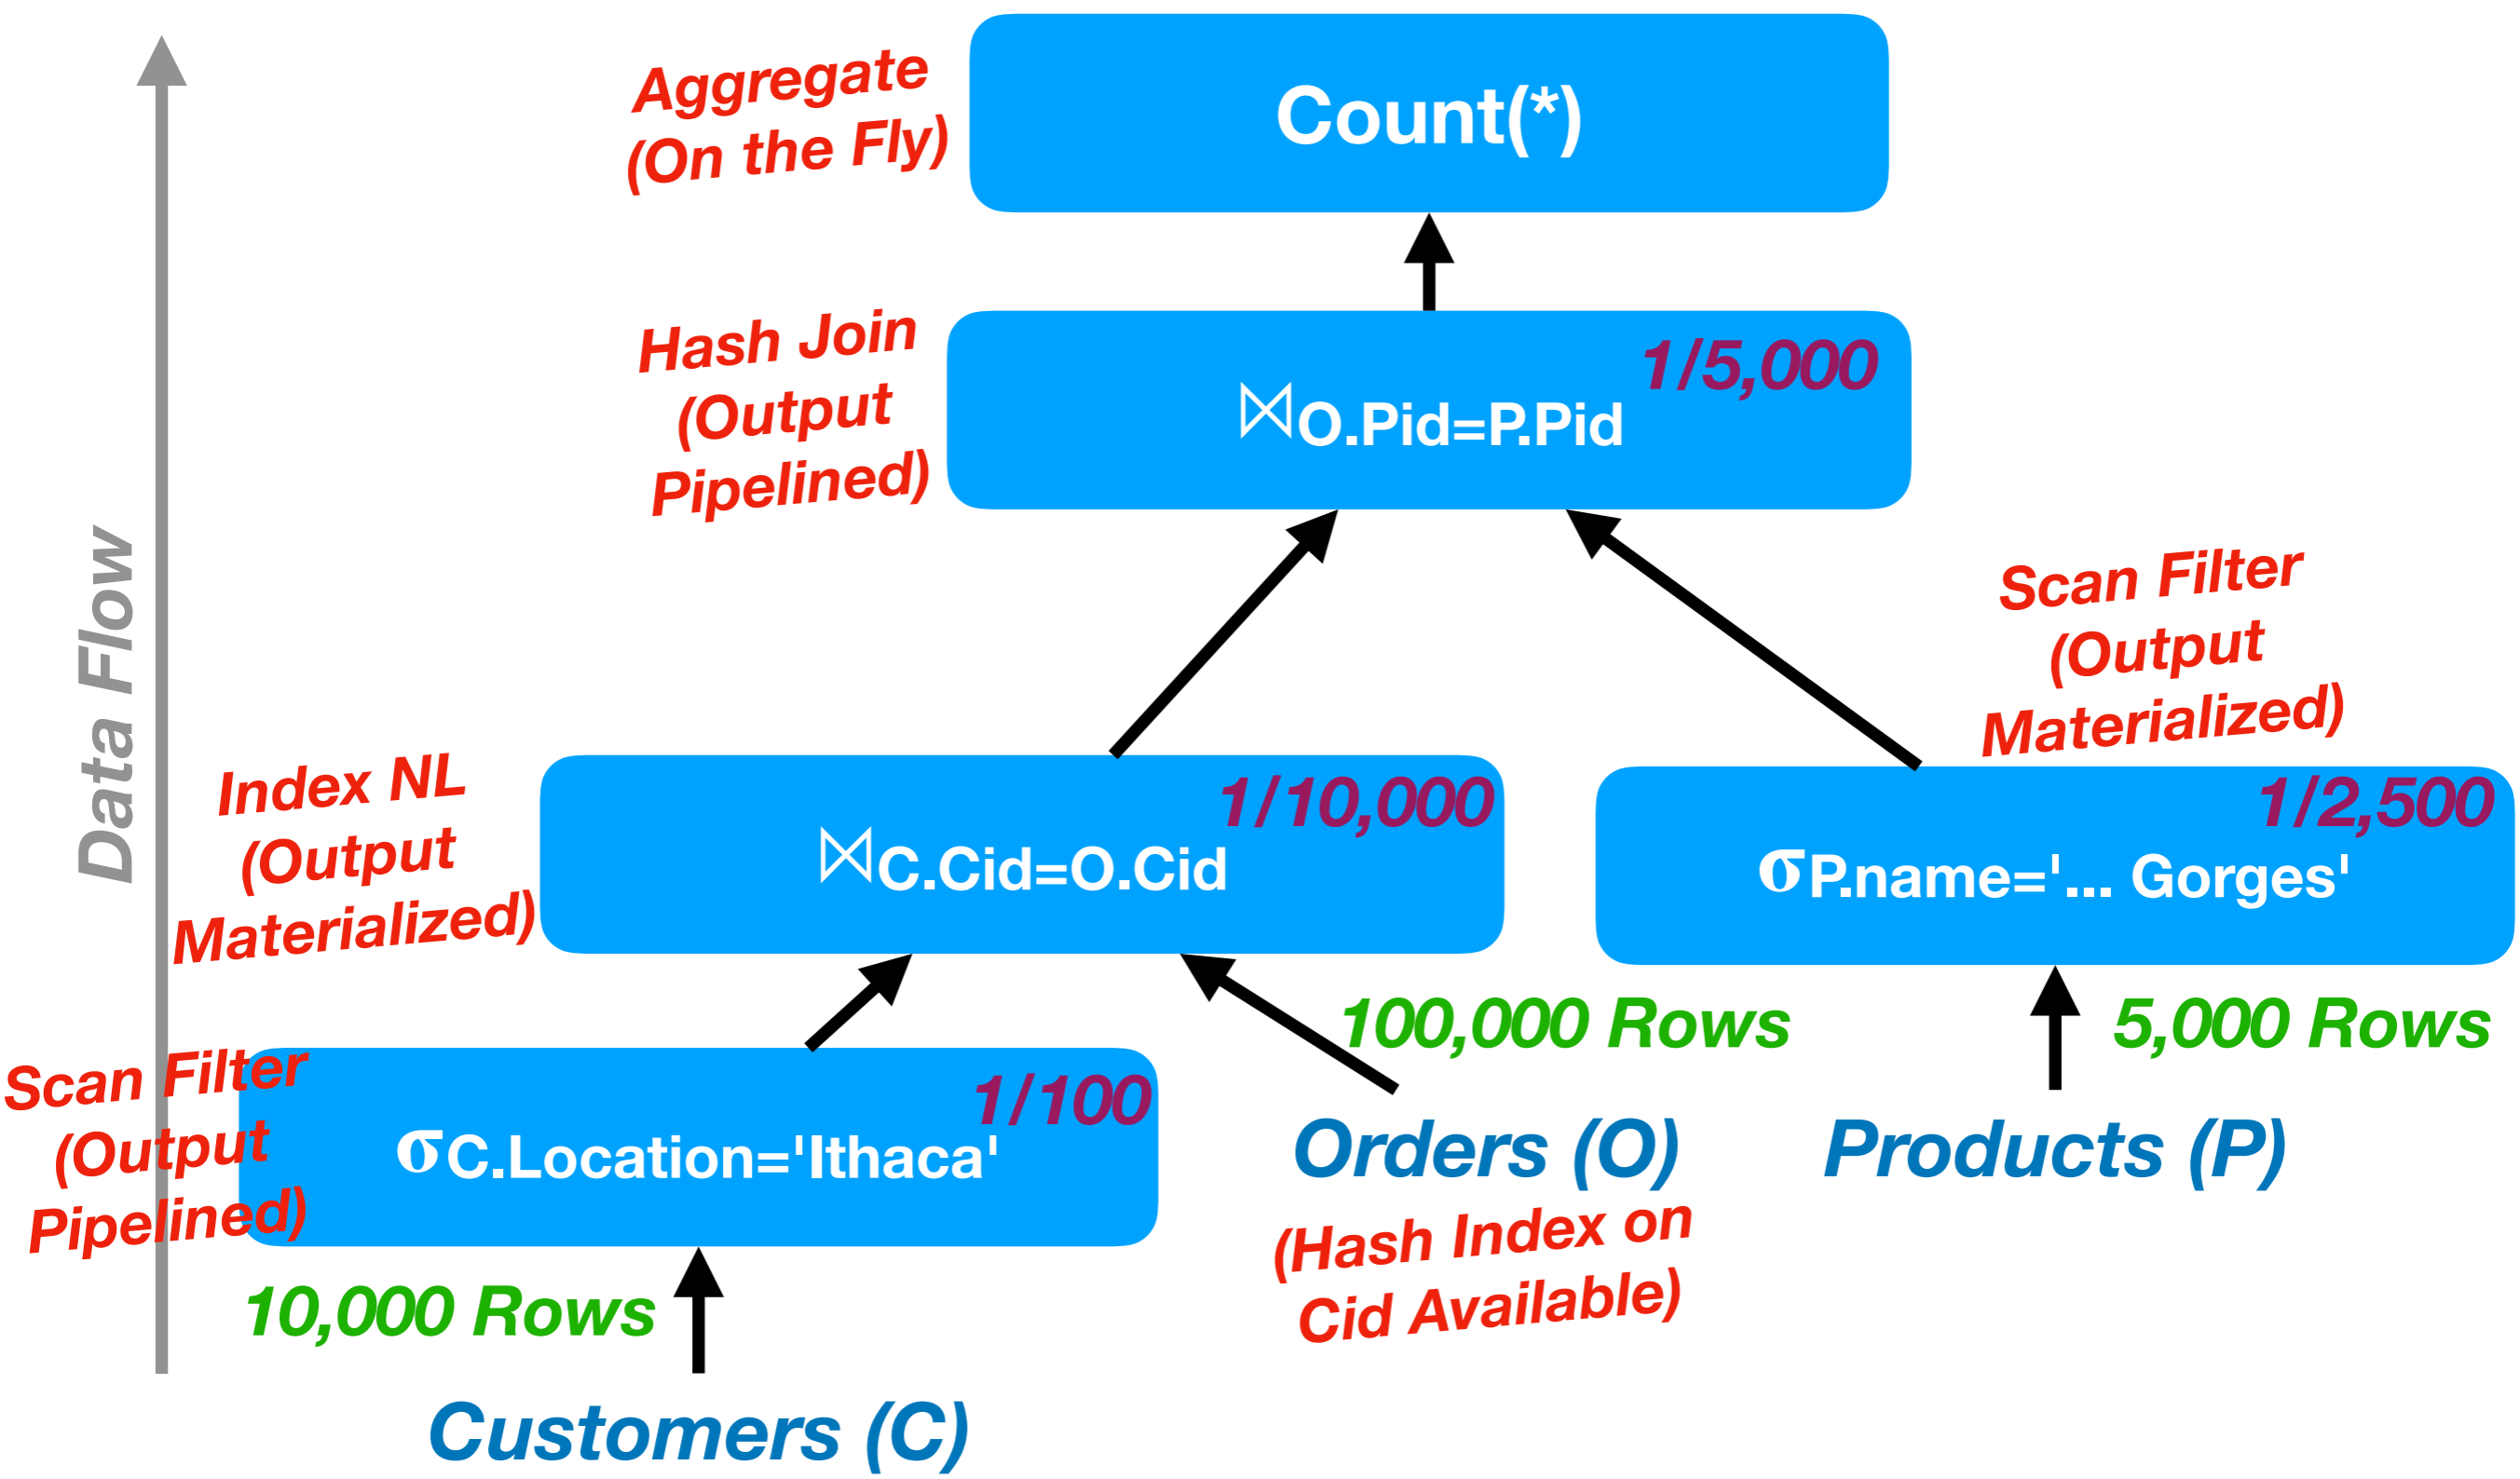 Aggregate
(On the Fly)
Count(*)
Hash Join
(Output
Pipelined)
1/5,000
⋈O.Pid=P.Pid
Data Flow
Scan Filter
(Output
Materialized)
Index NL
(Output
Materialized)
1/10,000
⋈C.Cid=O.Cid
1/2,500
σP.name='... Gorges'
100,000 Rows
5,000 Rows
Scan Filter
(Output
Pipelined)
1/100
σC.Location='Ithaca'
Orders (O)
(Hash Index on
Cid Available)
Products (P)
10,000 Rows
Customers (C)